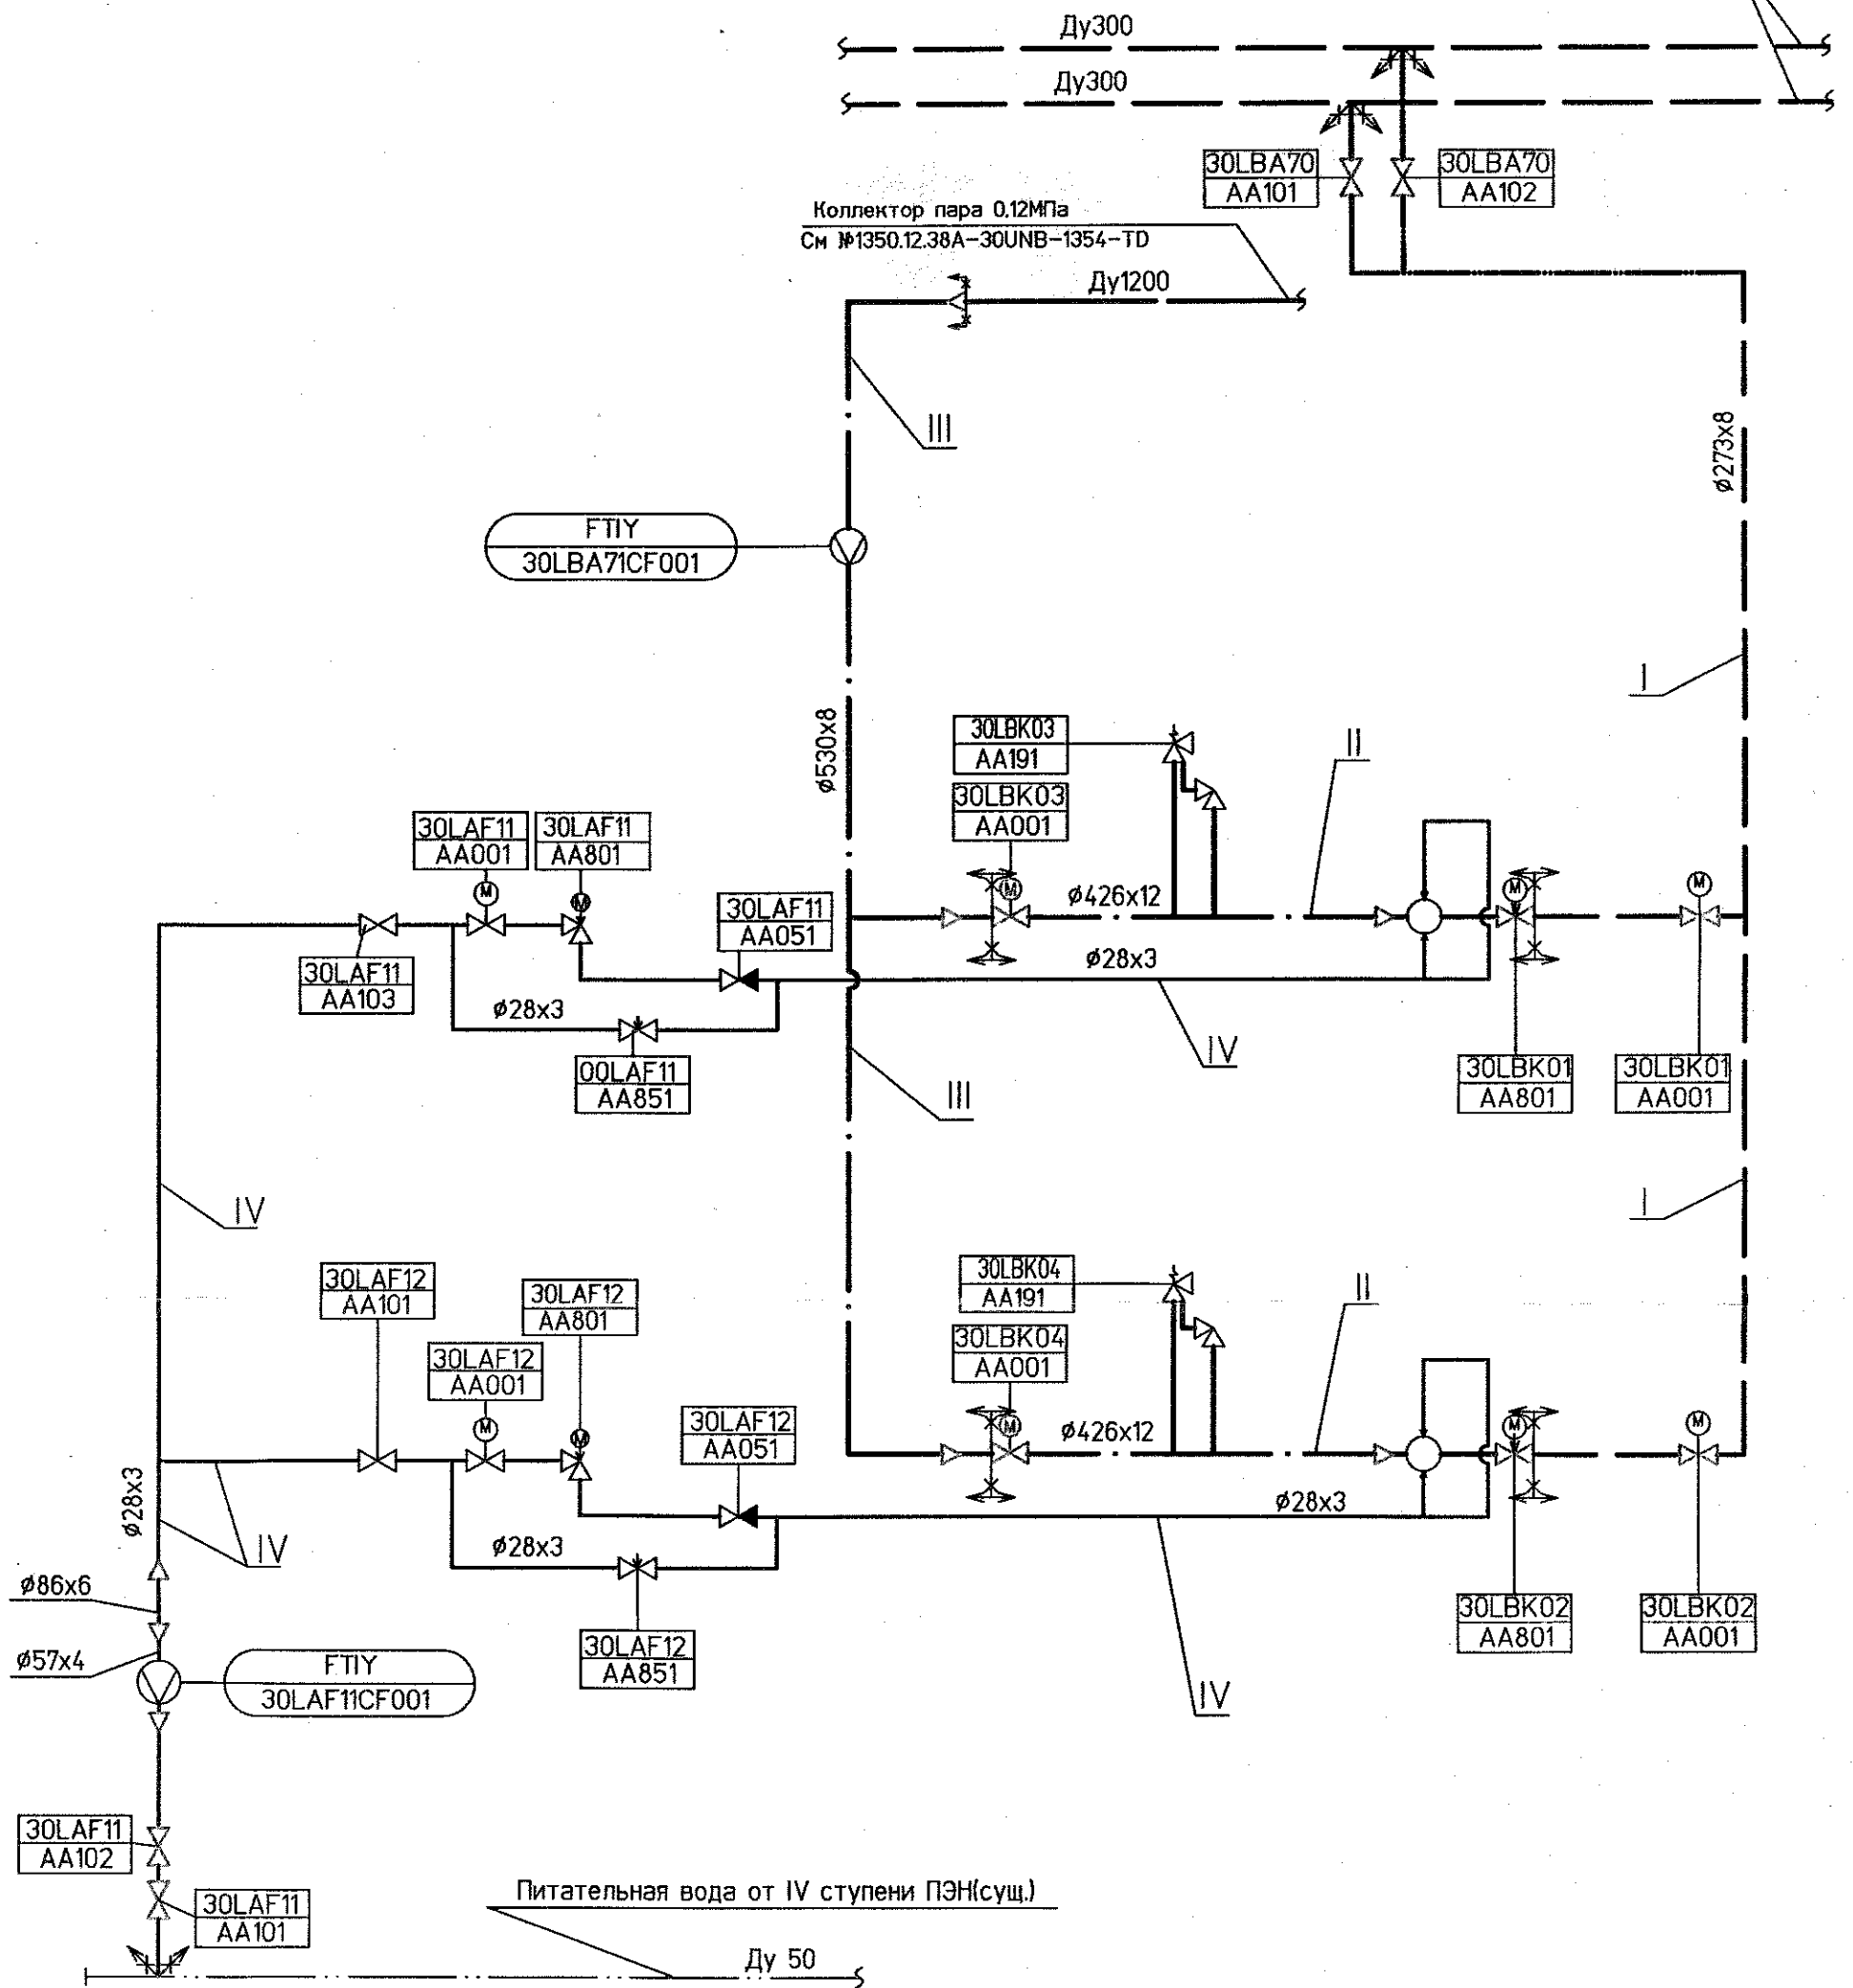 Ду300
Ду300
30LBA70
AA101
30LBA70
AA102
Коллектор пара 0.12МПа
См №1350.12.38А-30UNB-1354-TD
Ду1200
III
ø273x8
FTIY
30LBA71CF001
I
ø530x8
30LBK03
AA191
II
30LBK03
AA001
30LAF11
AA001
30LAF11
AA801
M
M
30LAF11
AA051
M
ø426x12
M
M
30LAF11
AA103
ø28x3
ø28x3
00LAF11
AA851
IV
30LBK01
AA801
30LBK01
AA001
III
IV
I
30LAF12
AA101
30LAF12
AA801
30LBK04
AA191
II
30LAF12
AA001
30LBK04
AA001
M
M
30LAF12
AA051
M
ø426x12
M
M
ø28x3
ø28x3
IV
ø28x3
ø86x6
30LBK02
AA801
30LBK02
AA001
30LAF12
AA851
ø57x4
FTIY
30LAF11CF001
IV
30LAF11
AA102
30LAF11
AA101
Питательная вода от IV ступени ПЭН(сущ.)
Ду 50